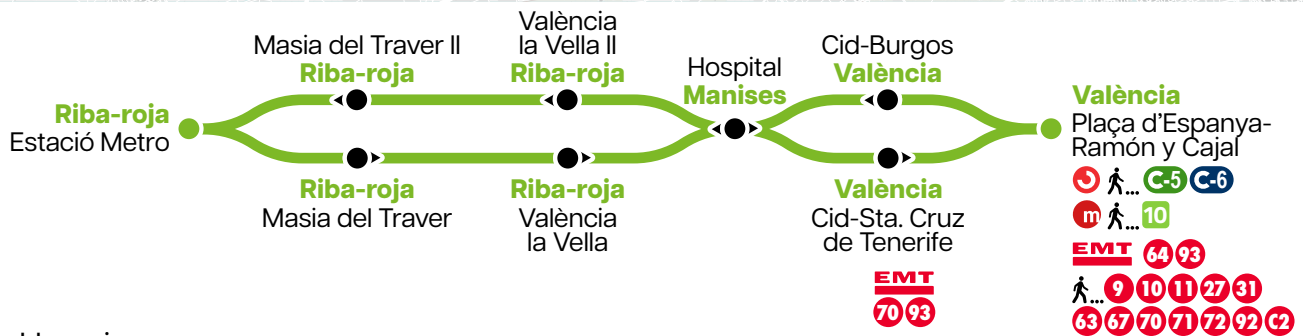 Riba-roja
Estació Metro
Masia del Traver II
Riba-roja
València
la Vella II
Riba-roja
Hospital
Manises
Cid-Burgos
València
Riba-roja
Masia del Traver
Riba-roja
València
la Vella
València
Cid-Sta. Cruz
de Tenerife
EMT
70 93
València
Plaça d'Espanya-
Ramón y Cajal
... C-5 C-6
m ... 10
EMT 64 93
... 9 10 11 27 31
63 67 70 71 72 92 C2